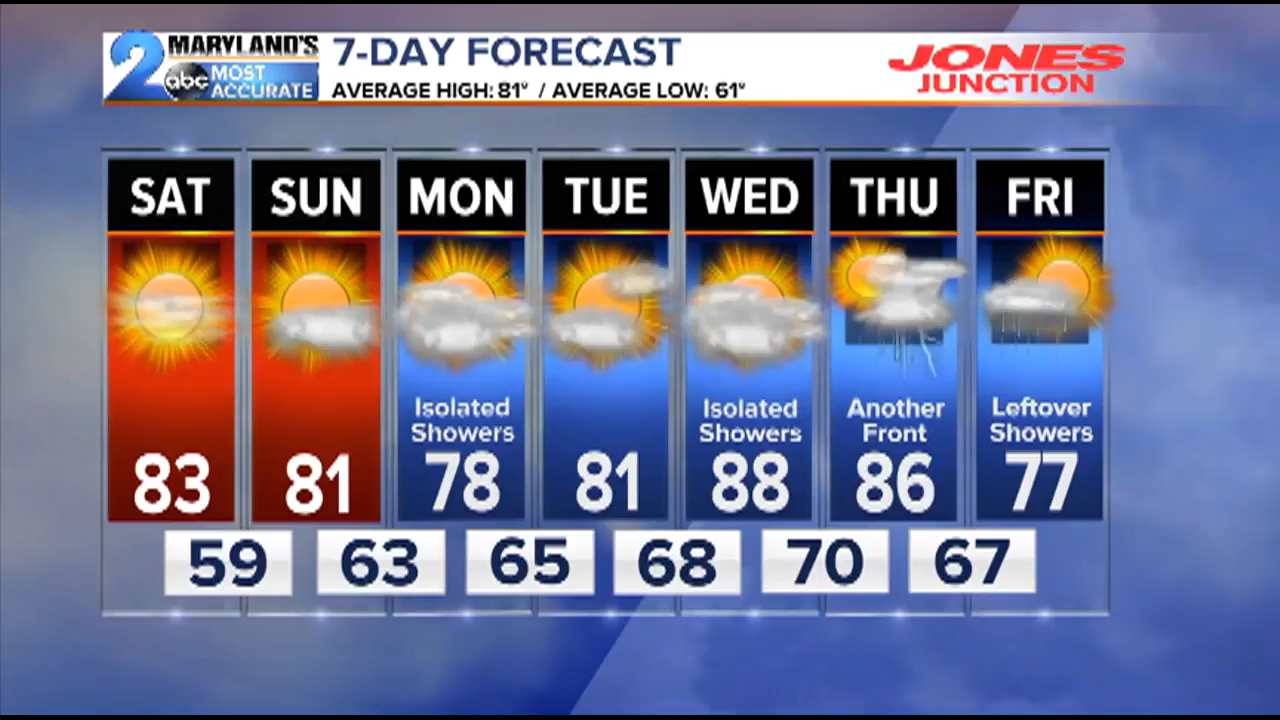 2
MARYLAND'S
abc
MOST
ACCURATE
7-DAY FORECAST
AVERAGE HIGH: 81° / AVERAGE LOW: 61°
JONES
JUNCTION
SAT SUN MON TUE WED THU FRI
Isolated Showers
Isolated Showers
Another Front
Leftover Showers
83 81 78 81 88 86 77
59 63 65 68 70 67